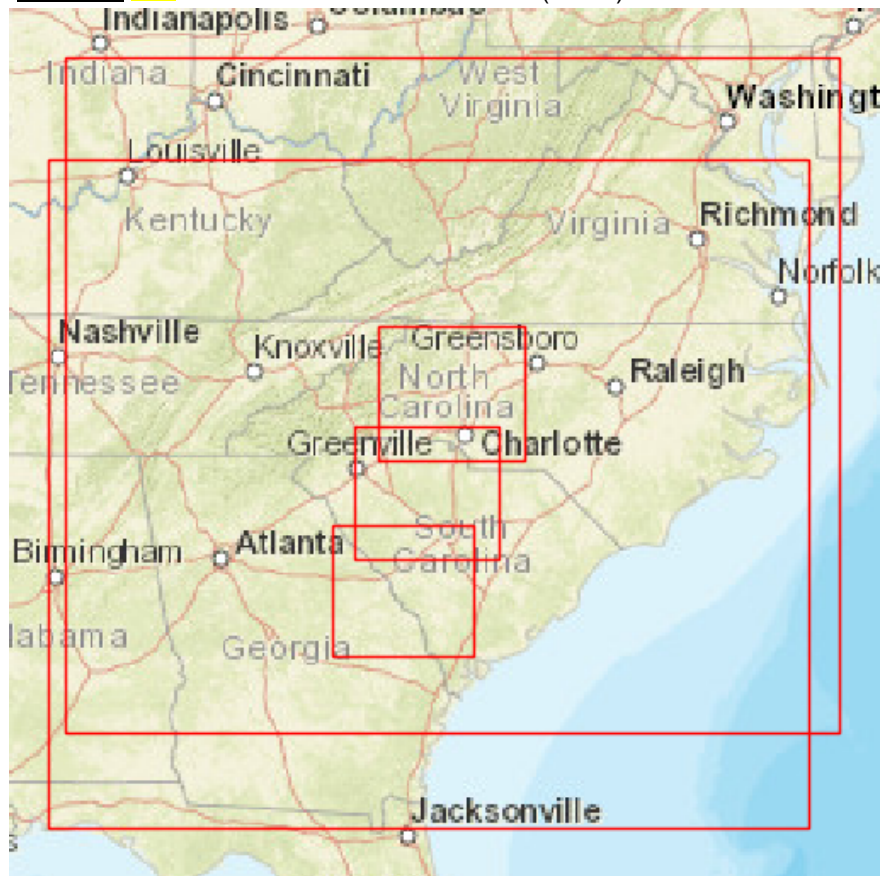 Indianapolis
Indiana
Cincinnati
West
Virginia
Washingt
Louisville
Kentucky
Virginia
Richmond
Norfolk
Nashville
Knoxville
Greensboro
Tennessee
North
Carolina
Raleigh
Greenville
Charlotte
South
Carolina
Birmingham
Atlanta
labama
Georgia
Jacksonville